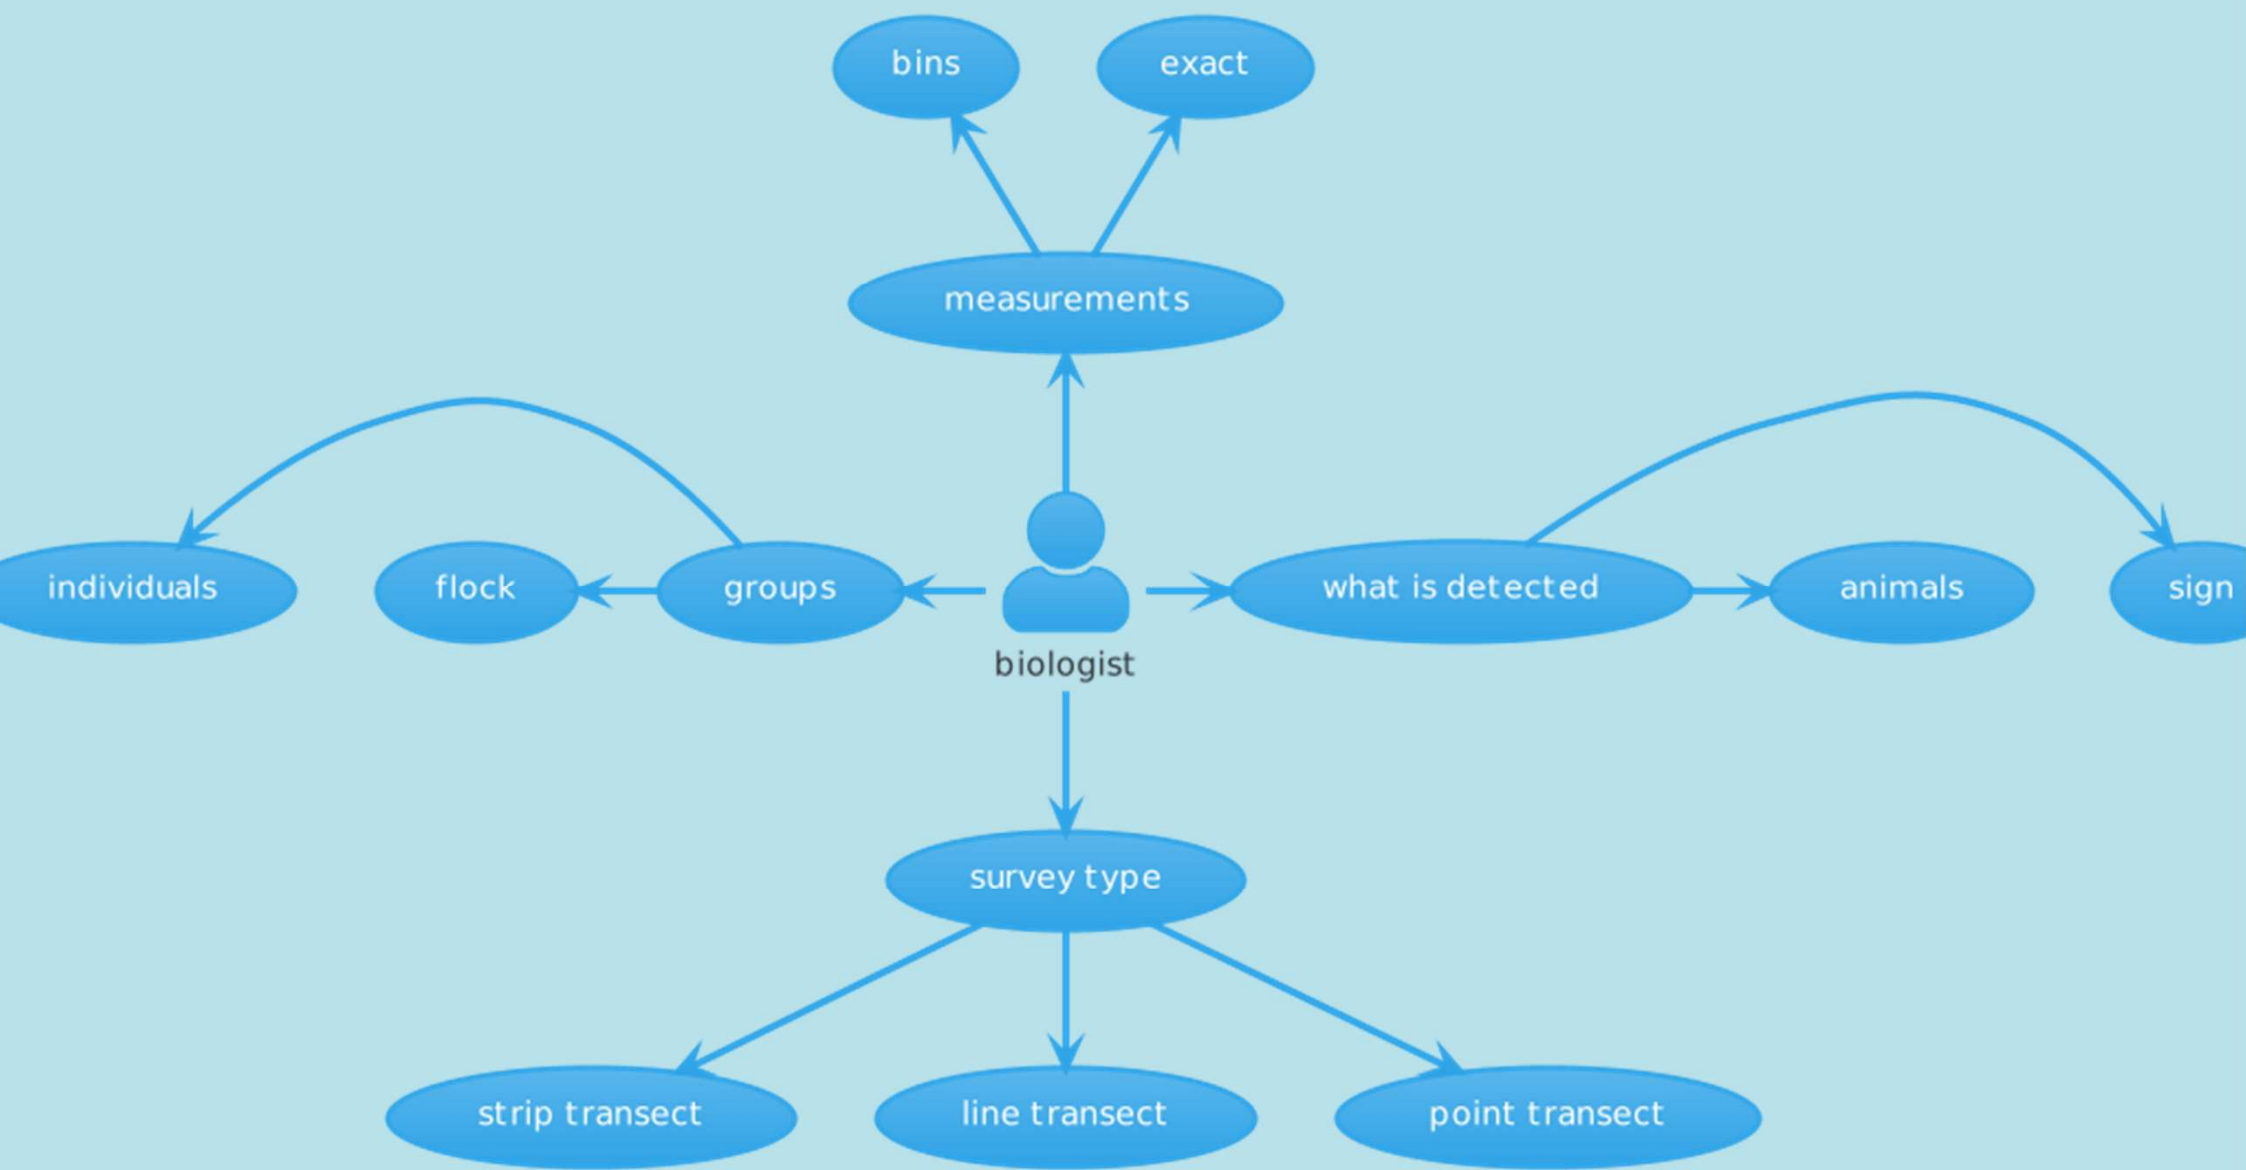 bins
exact
measurements
individuals
flock
groups
what is detected
animals
sign
biologist
survey type
strip transect
line transect
point transect